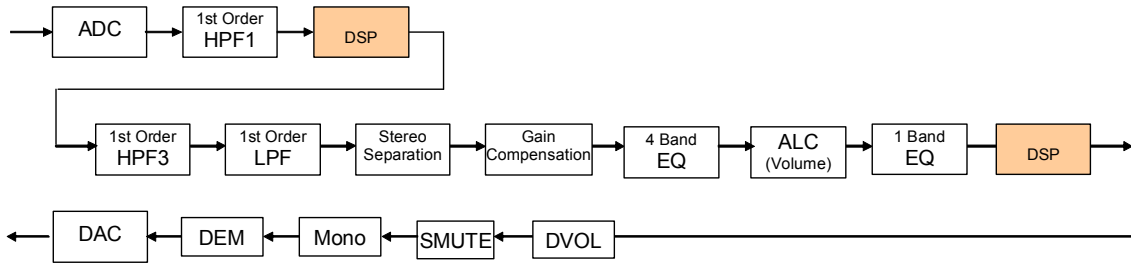 ADC
1st Order
HPF1
DSP
1st Order
HPF3
1st Order
LPF
Stereo
Separation
Gain
Compensation
4 Band
EQ
ALC
(Volume)
1 Band
EQ
DSP
DAC
DEM
Mono
SMUTE
DVOL